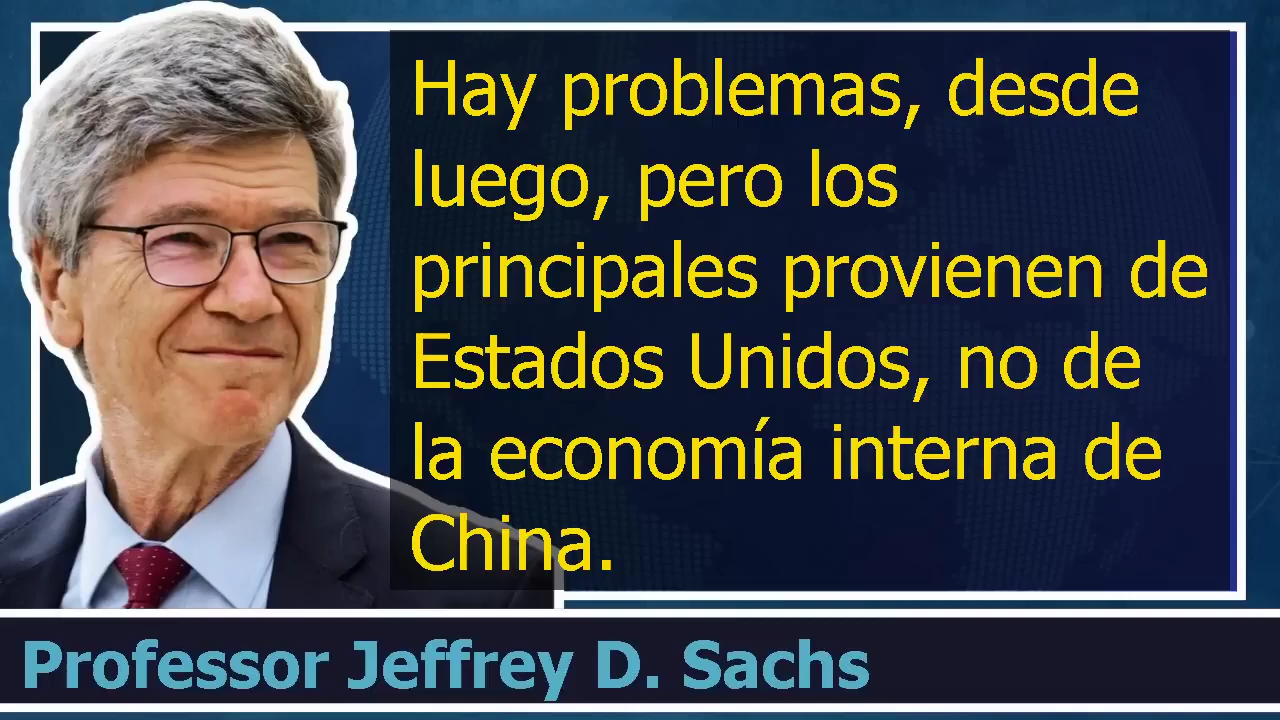 Hay problemas, desde
luego, pero los
principales provienen de
Estados Unidos, no de
la economía interna de
China.
Professor Jeffrey D. Sachs